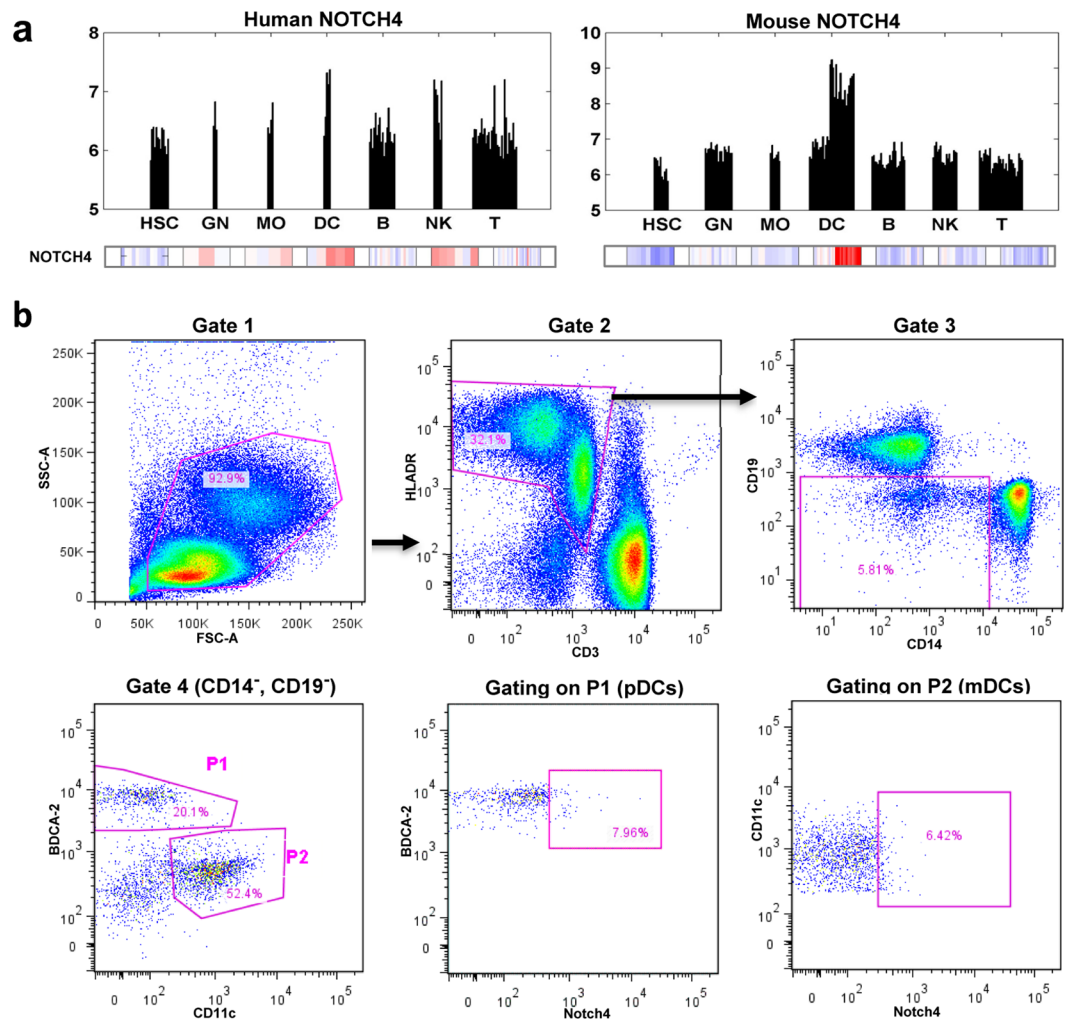 a
Human NOTCH4
Mouse NOTCH4
8
7
6
5
HSC GN MO DC B NK T
10
9
8
7
6
5
HSC GN MO DC B NK T
NOTCH4
b
Gate 1
Gate 2
Gate 3
SSC-A
250K
200K
150K
100K
50K
0
92.9%
0 50K 100K 150K 200K 250K
FSC-A
HLADR
10^5
10^4
10^3
10^2
0
32.1%
0 10^2 10^3 10^4 10^5
CD3
CD19
10^5
10^4
10^3
10^2
10^1
5.81%
10^1 10^2 10^3 10^4 10^5
CD14
Gate 4 (CD14-, CD19-)
Gating on P1 (pDCs)
Gating on P2 (mDCs)
BDCA-2
10^5
10^4
10^3
10^2
0
P1
20.1%
P2
52.4%
0 10^2 10^3 10^4 10^5
CD11c
BDCA-2
10^5
10^4
10^3
10^2
0
7.96%
0 10^2 10^3 10^4 10^5
Notch4
CD11c
10^5
10^4
10^3
10^2
0
6.42%
0 10^2 10^3 10^4 10^5
Notch4